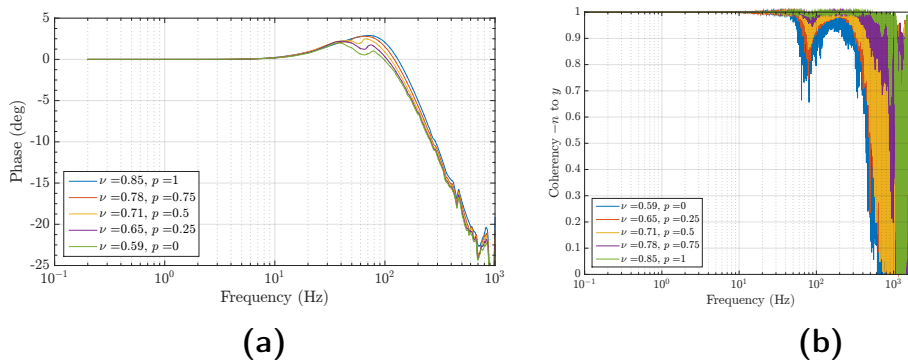 5
0
-5
-10
-15
-20
-25
Phase (deg)
ν =0.85, p =1
ν =0.78, p =0.75
ν =0.71, p =0.5
ν =0.65, p =0.25
ν =0.59, p =0
10⁻¹ 10⁰ 10¹ 10² 10³
Frequency (Hz)
(a)
1
0.9
0.8
0.7
0.6
0.5
0.4
0.3
0.2
0.1
0
Coherency −n to y
ν =0.59, p =0
ν =0.65, p =0.25
ν =0.71, p =0.5
ν =0.78, p =0.75
ν =0.85, p =1
10⁻¹ 10⁰ 10¹ 10² 10³
Frequency (Hz)
(b)